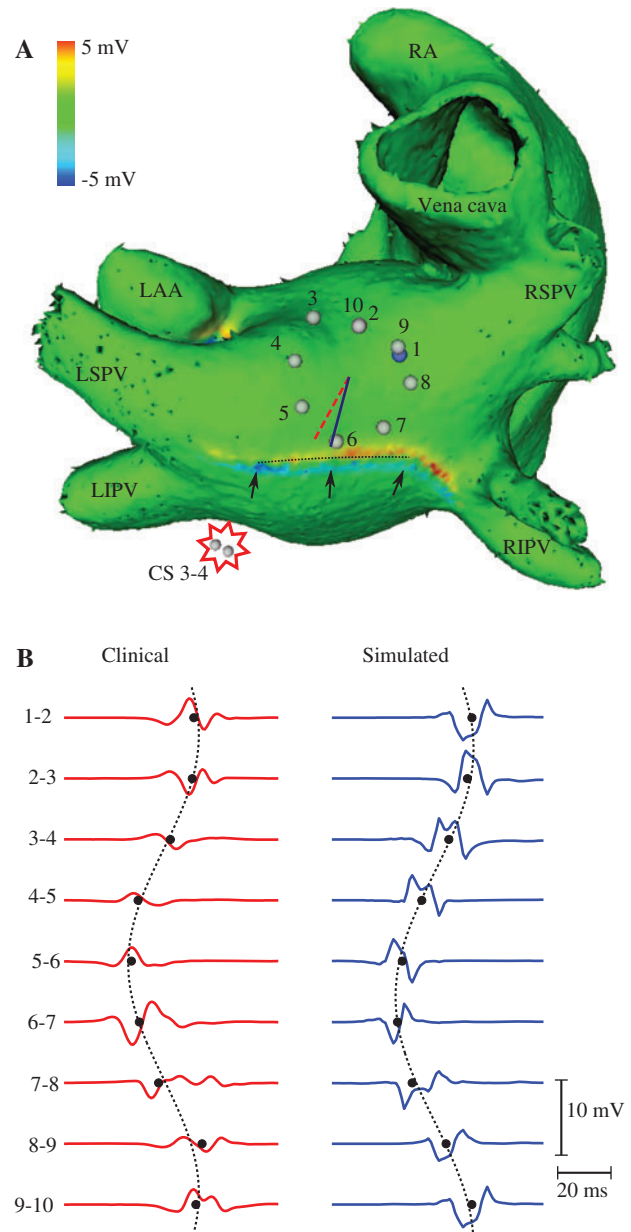 A
5 mV
-5 mV
RA
Vena cava
LAA
RSPV
LSPV
LIPV
RIPV
3
10
2
9
1
4
8
5
7
6
CS 3-4
B
Clinical
Simulated
1-2
2-3
3-4
4-5
5-6
6-7
7-8
8-9
9-10
10 mV
20 ms